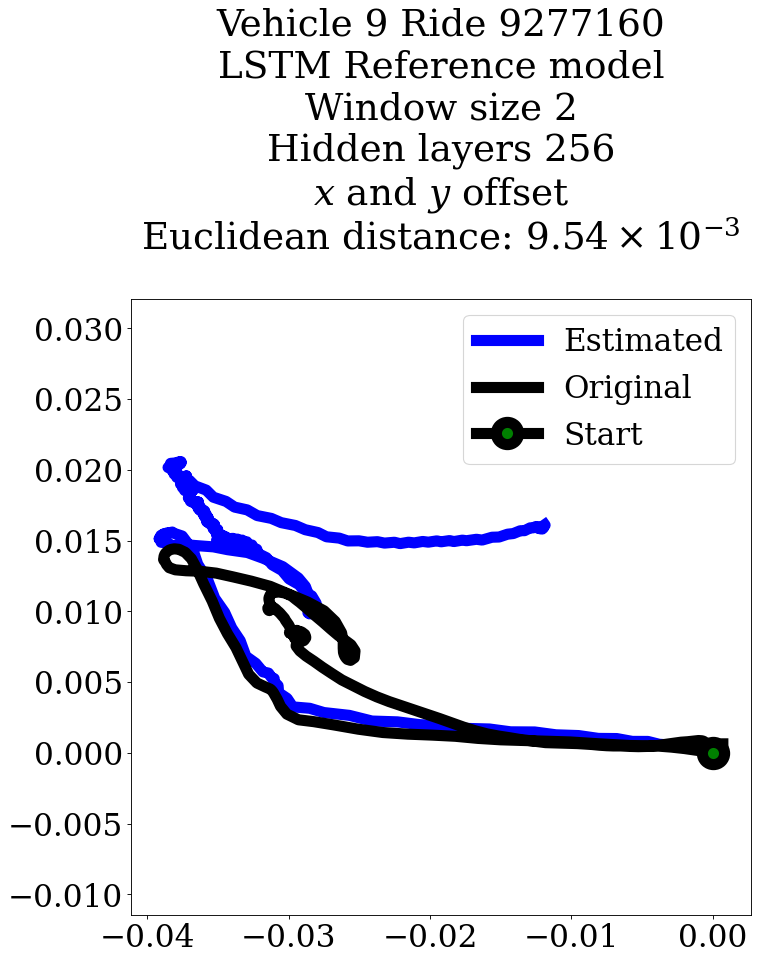 Vehicle 9 Ride 9277160
LSTM Reference model
Window size 2
Hidden layers 256
x and y offset
Euclidean distance: 9.54 × 10⁻³
0.030
0.025
0.020
0.015
0.010
0.005
0.000
−0.005
−0.010
Estimated
Original
Start
−0.04 −0.03 −0.02 −0.01 0.00